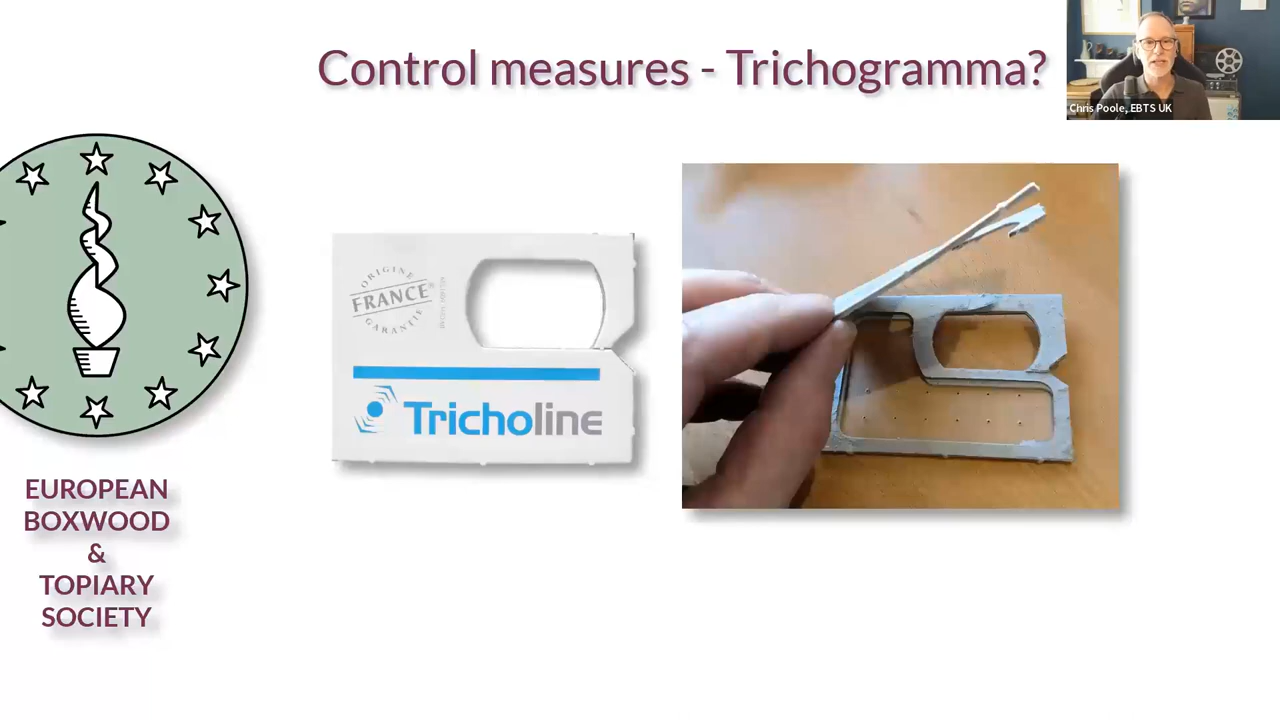 Control measures - Trichogramma?
Chris Poole, EBTS UK
ORIGINE
FRANCE
GARANTIE
Tricholine
EUROPEAN
BOXWOOD
&
TOPIARY
SOCIETY